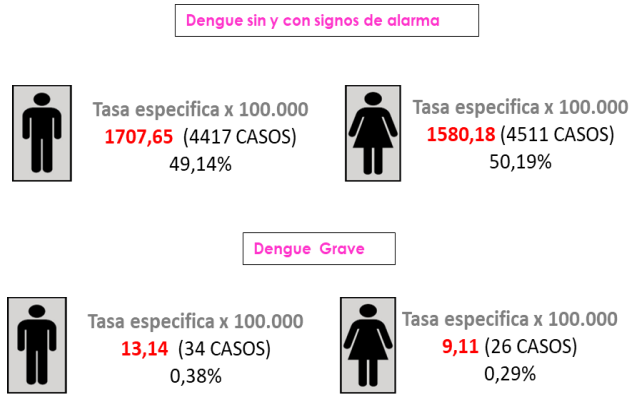 Dengue sin y con signos de alarma
Tasa especifica x 100.000
1707,65 (4417 CASOS)
49,14%
Tasa especifica x 100.000
1580,18 (4511 CASOS)
50,19%
Dengue Grave
Tasa especifica x 100.000
13,14 (34 CASOS)
0,38%
Tasa especifica x 100.000
9,11 (26 CASOS)
0,29%